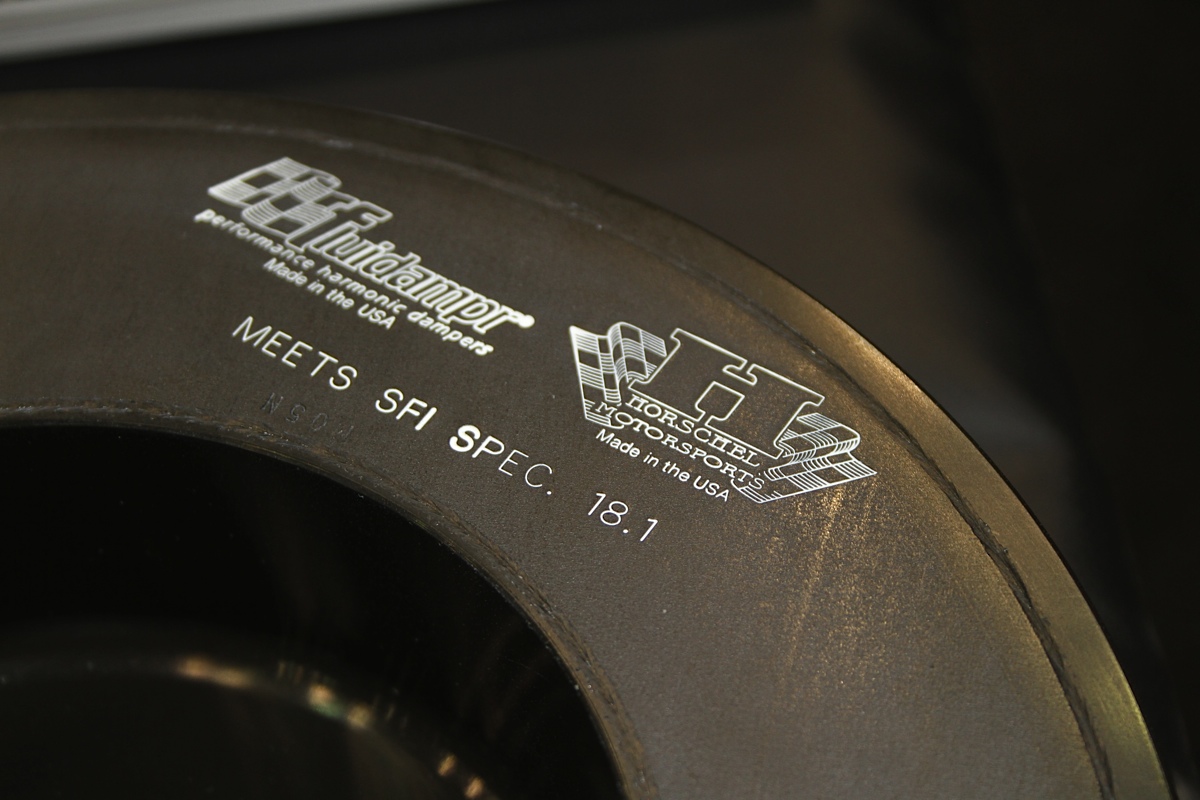 fluidampr
performance harmonic dampers
Made in the USA
MEETS SFI SPEC. 18.1
H
HORSCHEL
MOTORSPORTS
Made in the USA